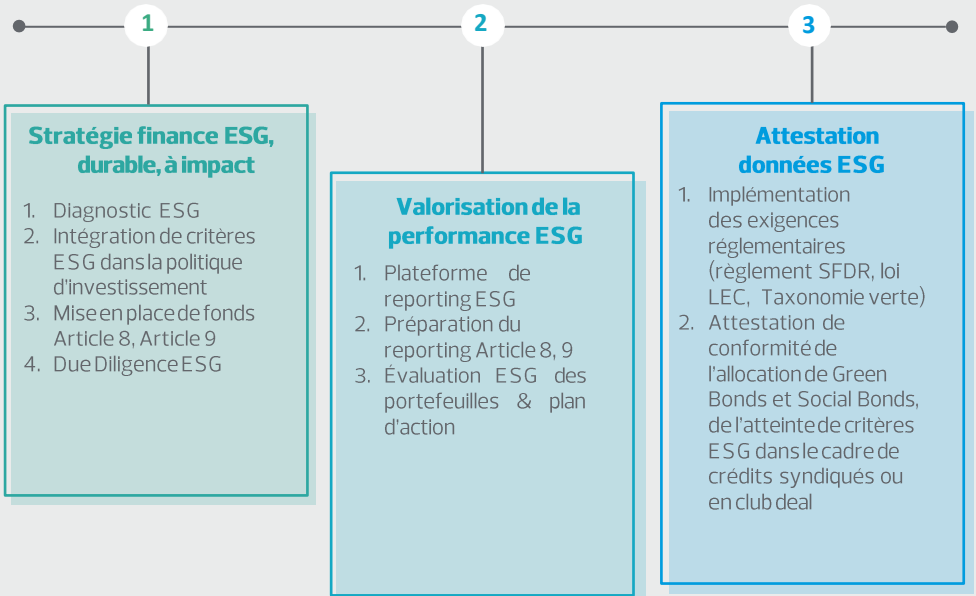 1
2
3
Stratégie finance ESG,
durable, à impact
1. Diagnostic ESG
2. Intégration de critères
ESG dans la politique
d'investissement
3. Mise en place de fonds
Article 8, Article 9
4. Due Diligence ESG
Valorisation de la
performance ESG
1. Plateforme de
reporting ESG
2. Préparation du
reporting Article 8, 9
3. Évaluation ESG des
portefeuilles & plan
d'action
Attestation
données ESG
1. Implémentation
des exigences
réglementaires
(règlement SFDR, loi
LEC, Taxonomie verte)
2. Attestation de
conformité de
l'allocation de Green
Bonds et Social Bonds,
de l'atteinte de critères
ESG dans le cadre de
crédits syndiqués ou
en club deal